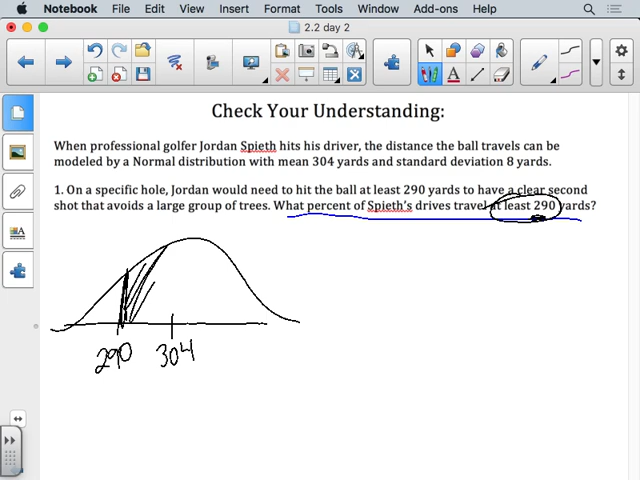 Notebook File Edit View Insert Format Tools Window Add-ons Help
2.2 day 2
Check Your Understanding:
When professional golfer Jordan Spieth hits his driver, the distance the ball travels can be
modeled by a Normal distribution with mean 304 yards and standard deviation 8 yards.
1. On a specific hole, Jordan would need to hit the ball at least 290 yards to have a clear second
shot that avoids a large group of trees. What percent of Spieth's drives travel at least 290 yards?
290 304